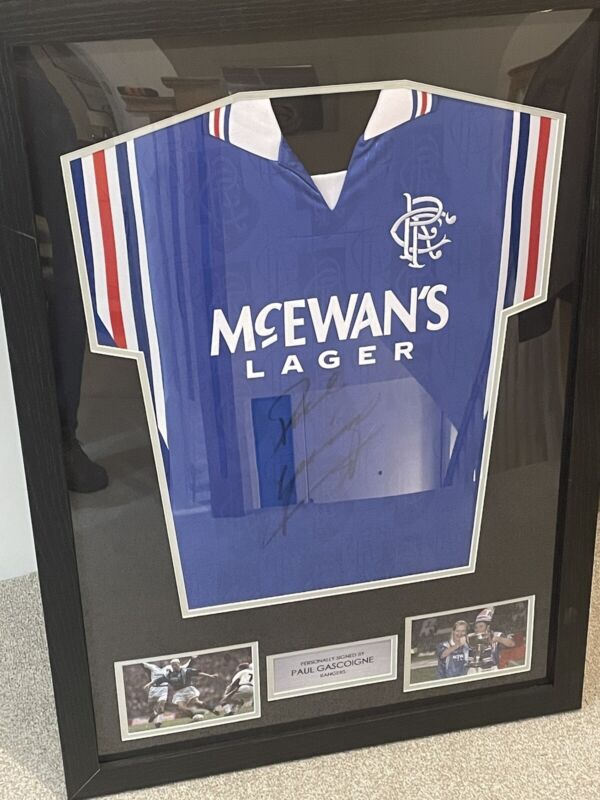 McEWAN'S
LAGER
PERSONALLY SIGNED BY
PAUL GASCOIGNE
RANGERS